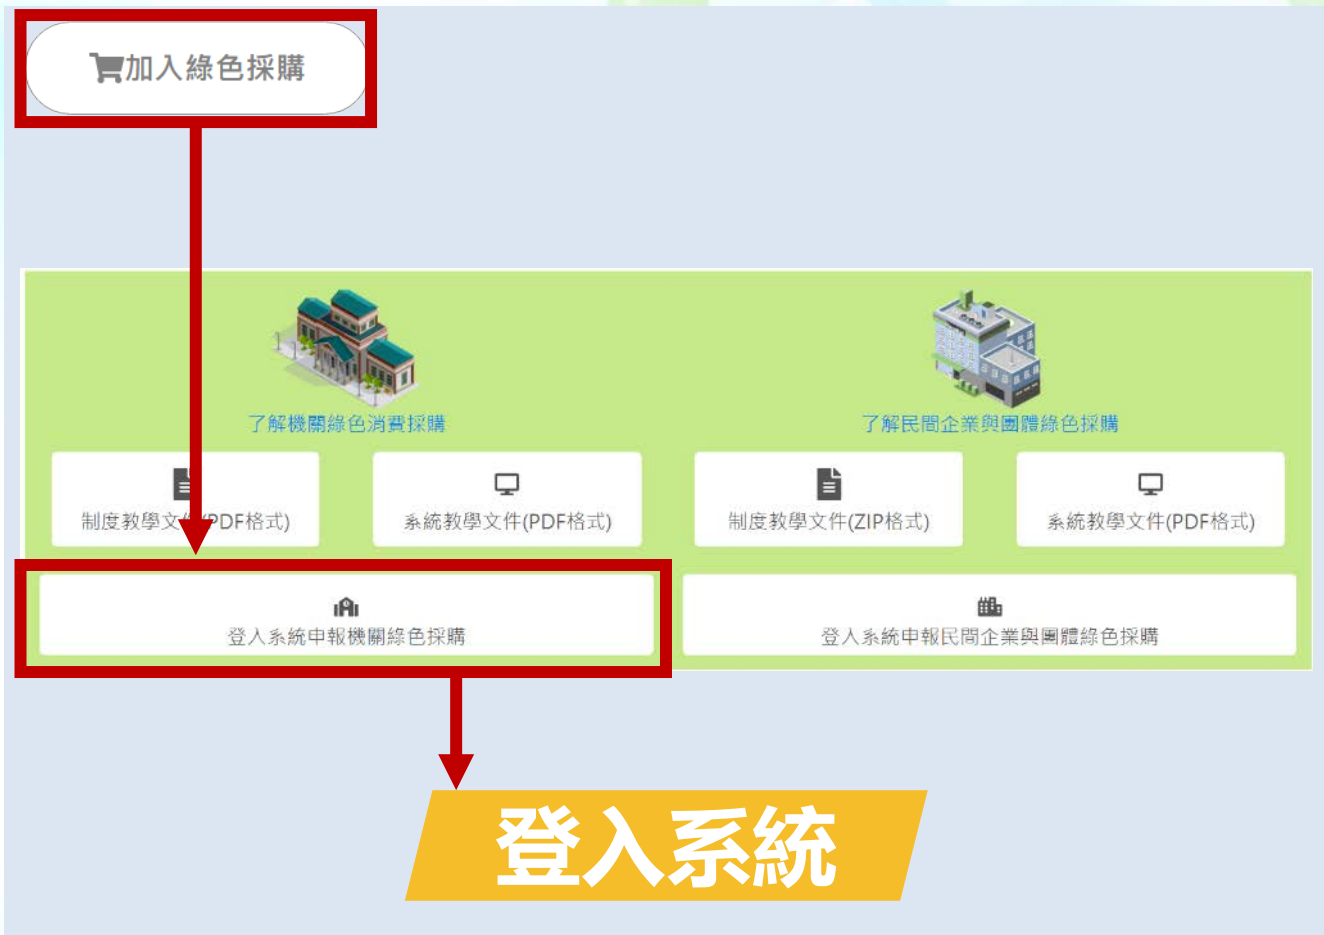 加入綠色採購
了解機關綠色消費採購
了解民間企業與團體綠色採購
制度教學文件(PDF格式)
系統教學文件(PDF格式)
制度教學文件(ZIP格式)
系統教學文件(PDF格式)
登入系統申報機關綠色採購
登入系統申報民間企業與團體綠色採購
登入系統